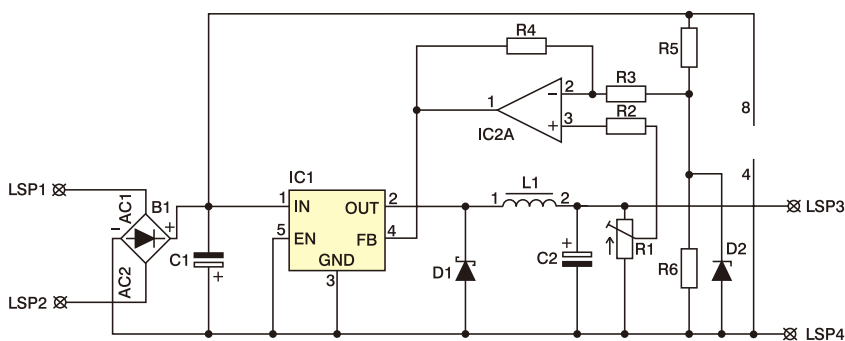 R4
R5
R3
2
−
1
8
R2
3
+
IC2A
IC1
4
LSP1
AC1
B1
L1
1
IN
OUT
2
1
2
LSP3
−
+
5
EN
FB
4
C1
GND
+
R1
D2
AC2
+
3
D1
C2
R6
LSP2
LSP4